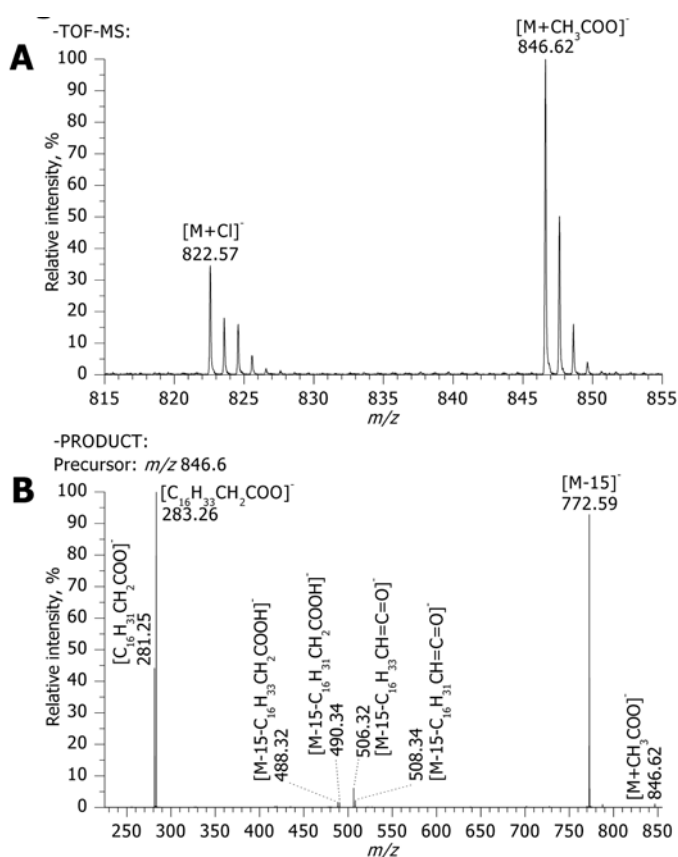 -TOF-MS:
A
[M+CH₃COO]⁻
846.62
[M+Cl]⁻
822.57
Relative intensity, %
100
90
80
70
60
50
40
30
20
10
0
815 820 825 830 835 840 845 850 855
m/z
-PRODUCT:
Precursor: m/z 846.6
B
[C₁₆H₃₃CH₂COO]⁻
283.26
[M-15]⁻
772.59
[C₁₆H₃₁CH₂COO]⁻
281.25
[M-15-C₁₆H₃₃CH₂COOH]⁻
488.32
[M-15-C₁₆H₃₁CH₂COOH]⁻
490.34
506.32
[M-15-C₁₆H₃₃CH=C=O]⁻
508.34
[M-15-C₁₆H₃₁CH=C=O]⁻
[M+CH₃COO]⁻
846.62
Relative intensity, %
100
90
80
70
60
50
40
30
20
10
0
250 300 350 400 450 500 550 600 650 700 750 800 850
m/z